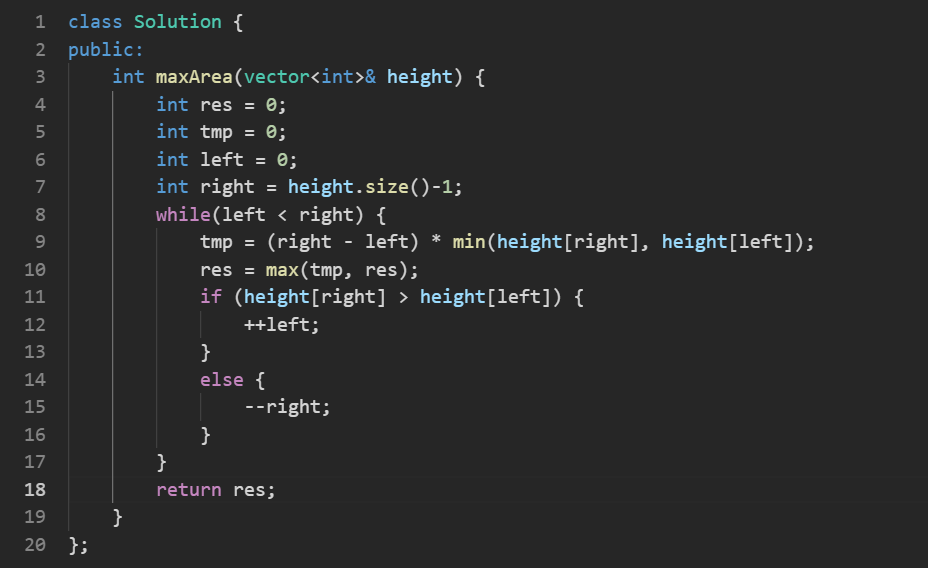 1 class Solution {
2 public:
3     int maxArea(vector<int>& height) {
4         int res = 0;
5         int tmp = 0;
6         int left = 0;
7         int right = height.size()-1;
8         while(left < right) {
9             tmp = (right - left) * min(height[right], height[left]);
10             res = max(tmp, res);
11             if (height[right] > height[left]) {
12                 ++left;
13             }
14             else {
15                 --right;
16             }
17         }
18         return res;
19     }
20 };